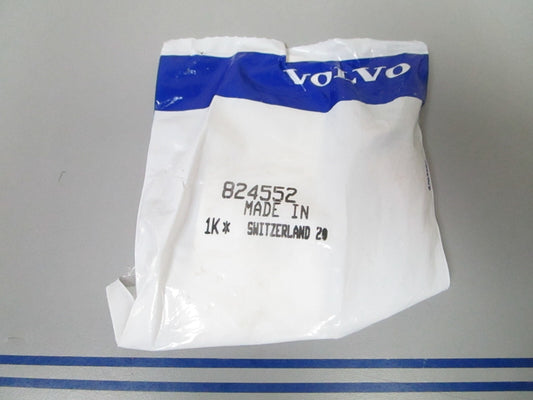 VOLVO
824552
MADE IN
1K* SWITZERLAND 20